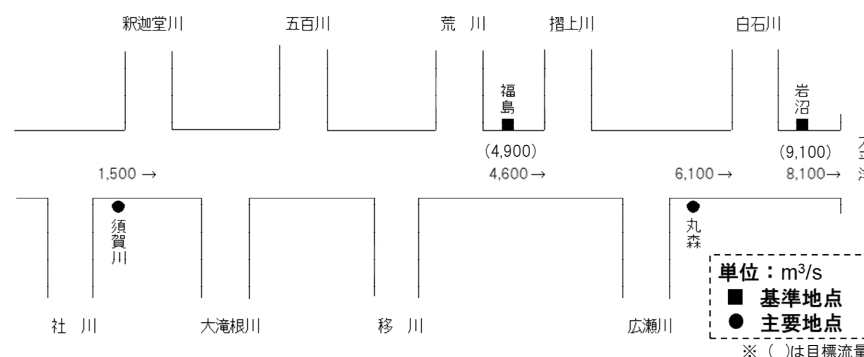 釈迦堂川
五百川
荒 川
摺上川
白石川
福島
岩沼
(4,900)
(9,100)
1,500 →
4,600→
6,100→
8,100→
須賀川
丸森
単位：m³/s
■ 基準地点
● 主要地点
社 川
大滝根川
移 川
広瀬川
※ ( )は目標流量